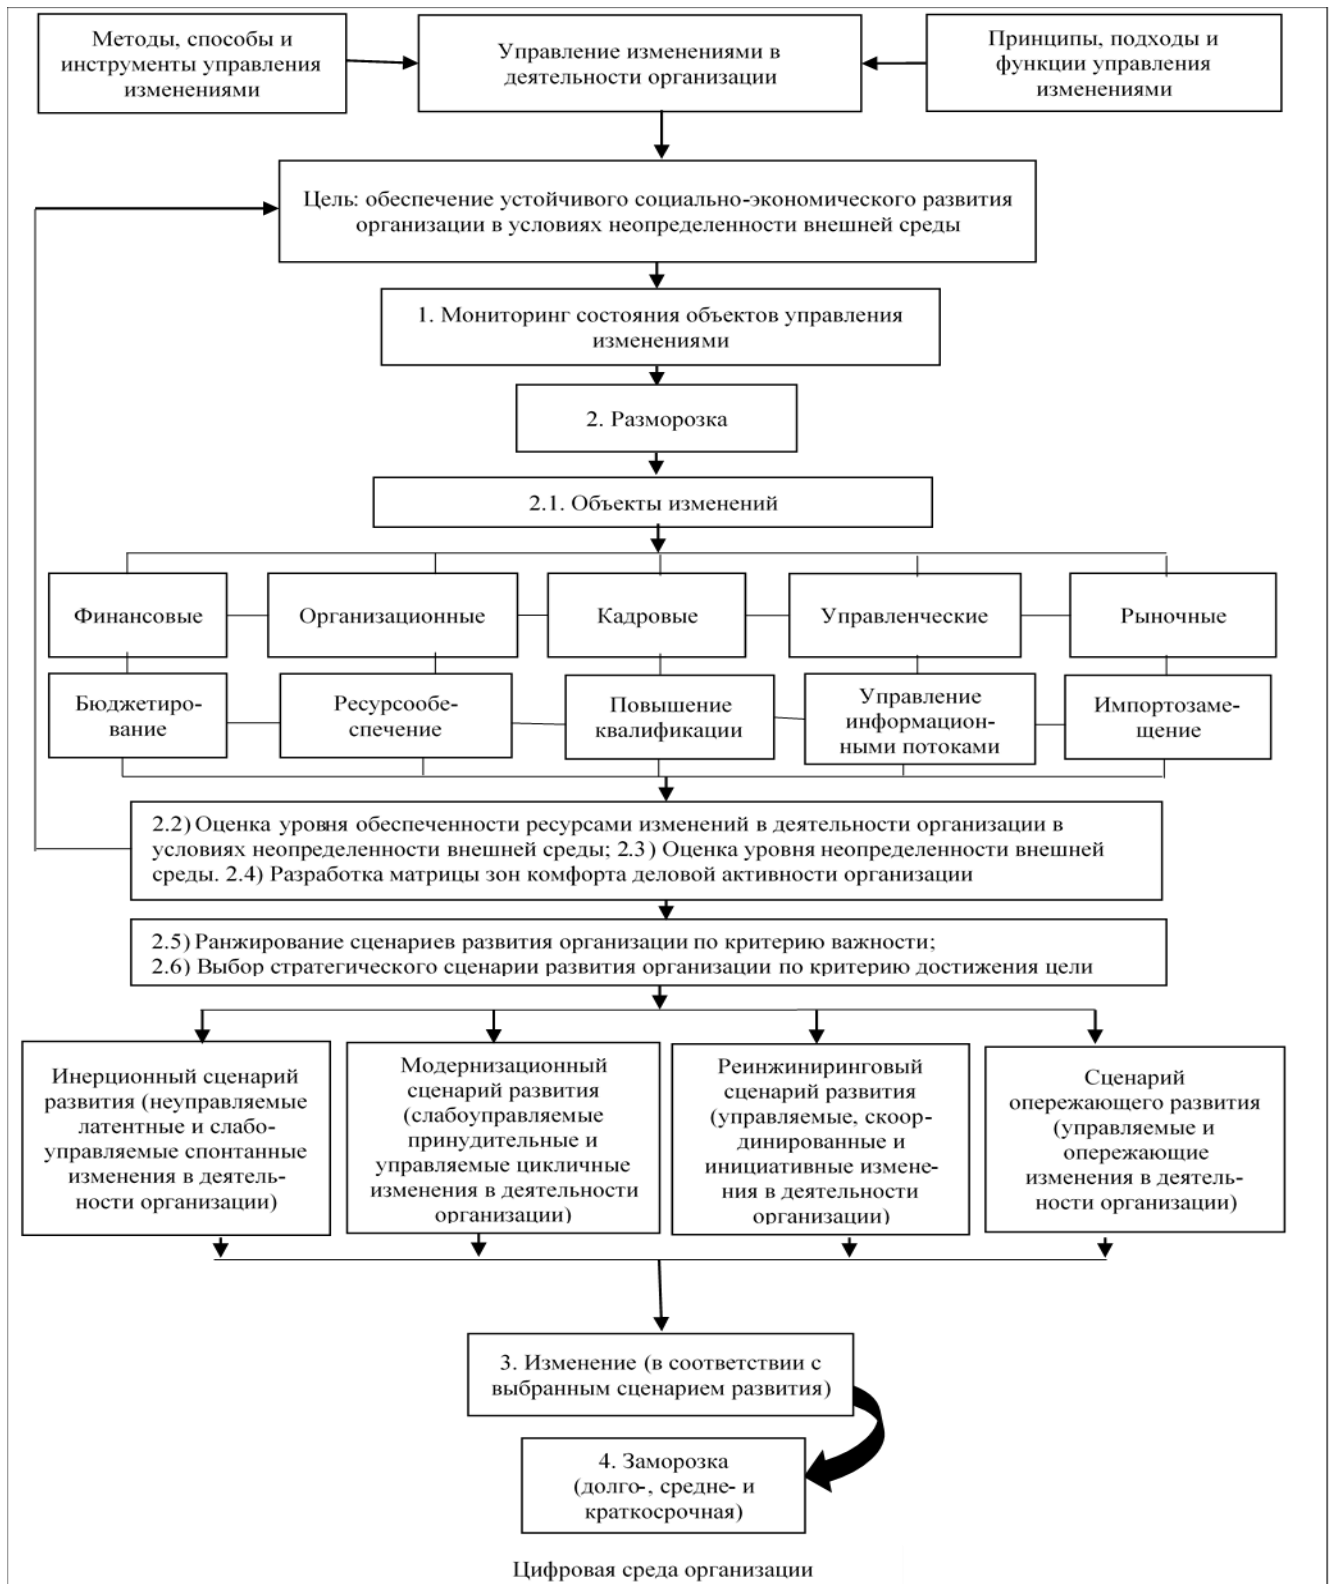 Методы, способы и
инструменты управления
изменениями
Управление изменениями в
деятельности организации
Принципы, подходы и
функции управления
изменениями
Цель: обеспечение устойчивого социально-экономического развития
организации в условиях неопределенности внешней среды
1. Мониторинг состояния объектов управления
изменениями
2. Разморозка
2.1. Объекты изменений
Финансовые
Организационные
Кадровые
Управленческие
Рыночные
Бюджетиро-
вание
Ресурсообе-
спечение
Повышение
квалификации
Управление
информацион-
ными потоками
Импортозаме-
щение
2.2) Оценка уровня обеспеченности ресурсами изменений в деятельности организации в
условиях неопределенности внешней среды; 2.3) Оценка уровня неопределенности внешней
среды. 2.4) Разработка матрицы зон комфорта деловой активности организации
2.5) Ранжирование сценариев развития организации по критерию важности;
2.6) Выбор стратегического сценарии развития организации по критерию достижения цели
Инерционный сценарий
развития (неуправляемые
латентные и слабо-
управляемые спонтанные
изменения в деятель-
ности организации)
Модернизационный
сценарий развития
(слабоуправляемые
принудительные и
управляемые цикличные
изменения в деятельности
организации)
Реинжиниринговый
сценарий развития
(управляемые, скоор-
динированные и
инициативные измене-
ния в деятельности
организации)
Сценарий
опережающего развития
(управляемые и
опережающие
изменения в деятель-
ности организации)
3. Изменение (в соответствии с
выбранным сценарием развития)
4. Заморозка
(долго-, средне- и
краткосрочная)
Цифровая среда организации